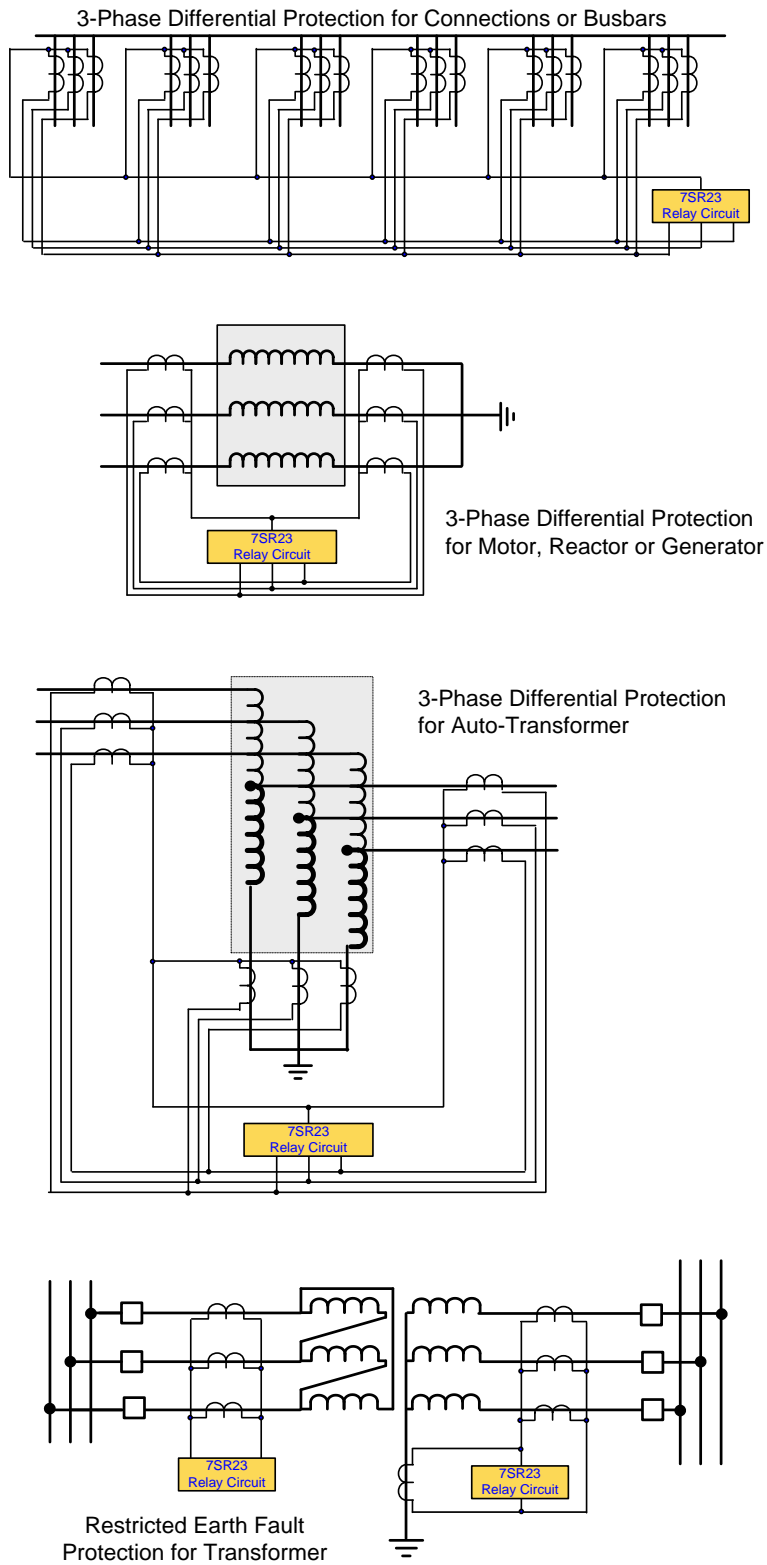 3-Phase Differential Protection for Connections or Busbars
7SR23
Relay Circuit
7SR23
Relay Circuit
3-Phase Differential Protection
for Motor, Reactor or Generator
3-Phase Differential Protection
for Auto-Transformer
7SR23
Relay Circuit
7SR23
Relay Circuit
7SR23
Relay Circuit
Restricted Earth Fault
Protection for Transformer